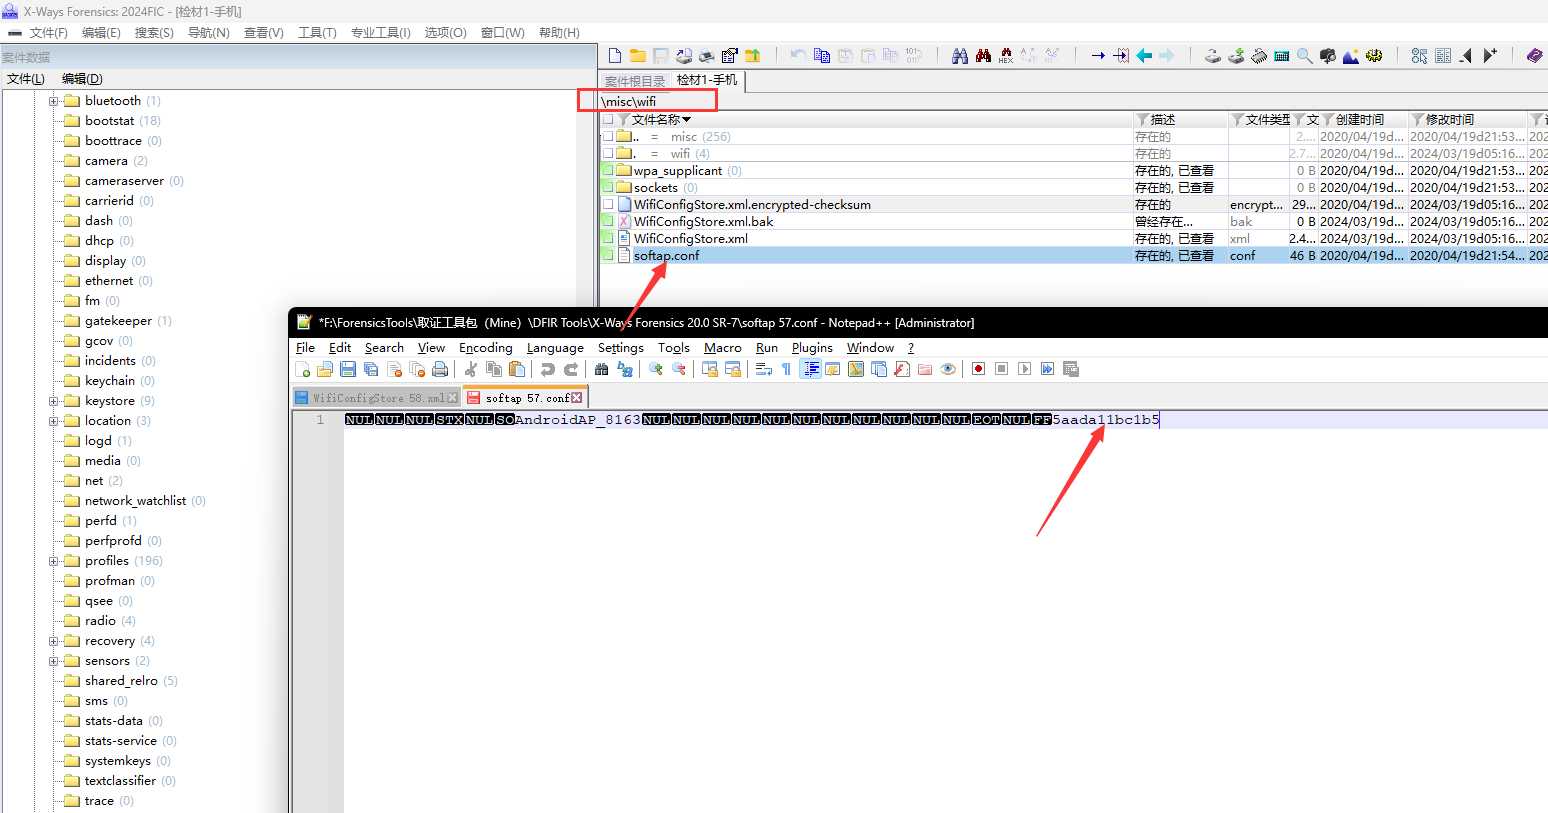 X-Ways Forensics: 2024FIC - [检材1-手机]
文件(F) 编辑(E) 搜索(S) 导航(N) 查看(V) 工具(T) 专业工具(I) 选项(O) 窗口(W) 帮助(H)
案件数据
文件(L) 编辑(D)
bluetooth (1)
bootstat (18)
boottrace (0)
camera (2)
cameraserver (0)
carrierid (0)
dash (0)
dhcp (0)
display (0)
ethernet (0)
fm (0)
gatekeeper (1)
gcov (0)
incidents (0)
keychain (0)
keystore (9)
location (3)
logd (1)
media (0)
net (2)
network_watchlist (0)
perfd (1)
perfprofd (0)
profiles (196)
profman (0)
qsee (0)
radio (4)
recovery (4)
sensors (2)
shared_relro (5)
sms (0)
stats-data (0)
stats-service (0)
systemkeys (0)
textclassifier (0)
trace (0)
案件根目录 检材1-手机
\misc\wifi
文件名称 描述 文件类型 文 创建时间 修改时间
.. = misc (256) 存在的 2.... 2020/04/19d... 2020/04/19d21:53...
. = wifi (4) 存在的 2.7... 2020/04/19d... 2024/03/19d05:16...
wpa_supplicant (0) 存在的, 已查看 0 B 2020/04/19d... 2020/04/19d21:53...
sockets (0) 存在的, 已查看 0 B 2020/04/19d... 2020/04/19d21:53...
WifiConfigStore.xml.encrypted-checksum 存在的 encrypt... 29... 2020/04/19d... 2024/03/19d05:16...
WifiConfigStore.xml.bak 曾经存在... bak 0 B 2024/03/19d... 2024/03/19d05:16...
WifiConfigStore.xml 存在的, 已查看 xml 2.4... 2024/03/19d... 2024/03/19d05:16...
softap.conf 存在的, 已查看 conf 46 B 2020/04/19d... 2020/04/19d21:54...
*F:\ForensicsTools\取证工具包（Mine）\DFIR Tools\X-Ways Forensics 20.0 SR-7\softap 57.conf - Notepad++ [Administrator]
File Edit Search View Encoding Language Settings Tools Macro Run Plugins Window ?
WifiConfigStore 58.xml softap 57.conf
1 NULNULNULSTXNULSOAndroidAP_8163NULNULNULNULNULNULNULNULNULNULNULEOTNULFF5aada11bc1b5